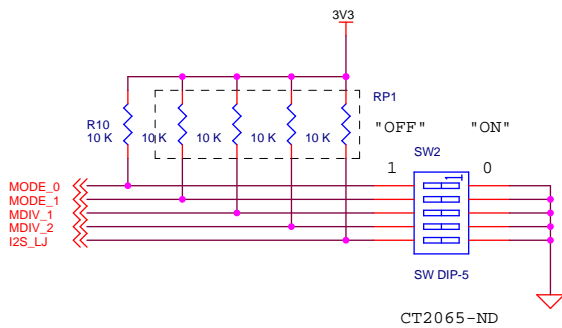 3V3
RP1
R10
10 K
10 K
10 K
10 K
10 K
"OFF"
"ON"
SW2
1
1
0
MODE_0
MODE_1
MDIV_1
MDIV_2
I2S_LJ
SW DIP-5
CT2065-ND